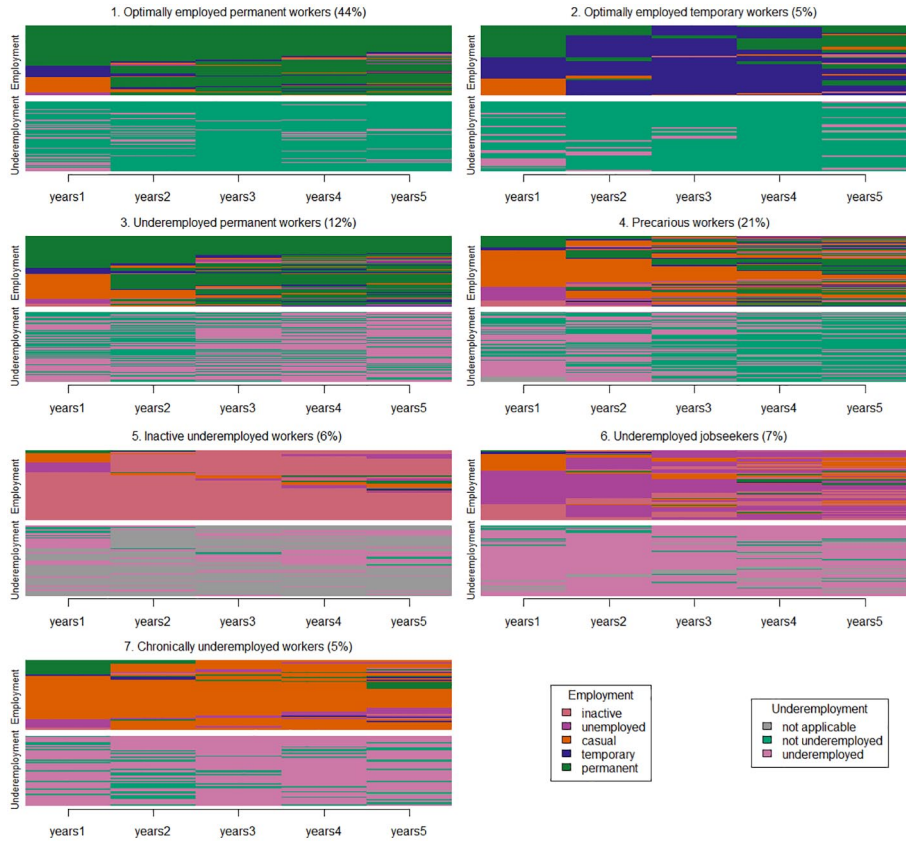 1. Optimally employed permanent workers (44%)
Employment
Underemployment
years1 years2 years3 years4 years5
2. Optimally employed temporary workers (5%)
Employment
Underemployment
years1 years2 years3 years4 years5
3. Underemployed permanent workers (12%)
Employment
Underemployment
years1 years2 years3 years4 years5
4. Precarious workers (21%)
Employment
Underemployment
years1 years2 years3 years4 years5
5. Inactive underemployed workers (6%)
Employment
Underemployment
years1 years2 years3 years4 years5
6. Underemployed jobseekers (7%)
Employment
Underemployment
years1 years2 years3 years4 years5
7. Chronically underemployed workers (5%)
Employment
Underemployment
years1 years2 years3 years4 years5
Employment
inactive
unemployed
casual
temporary
permanent
Underemployment
not applicable
not underemployed
underemployed